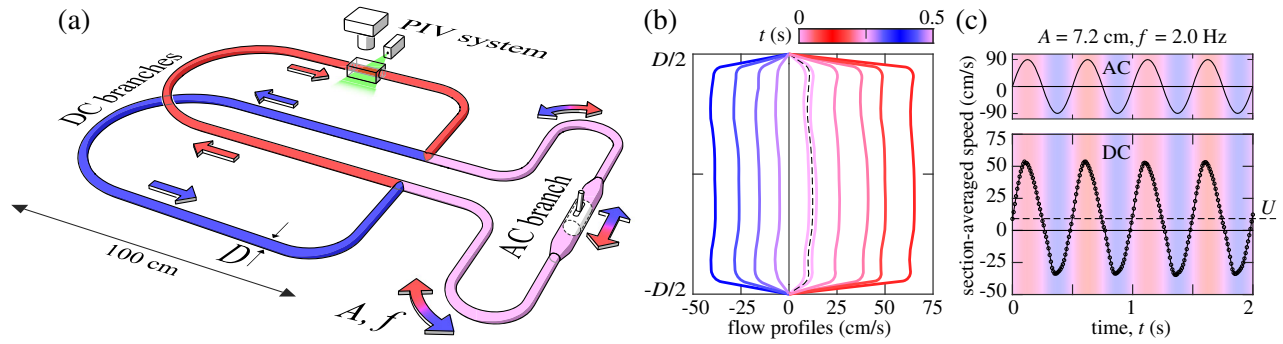 (a)
PIV system
DC branches
AC branch
D
100 cm
A, f
(b)
t (s)
0
0.5
D/2
-D/2
-50
-25
0
25
50
75
flow profiles (cm/s)
(c)
A = 7.2 cm, f = 2.0 Hz
section-averaged speed (cm/s)
90
0
-90
AC
75
50
25
0
-25
-50
DC
U
0
1
2
time, t (s)